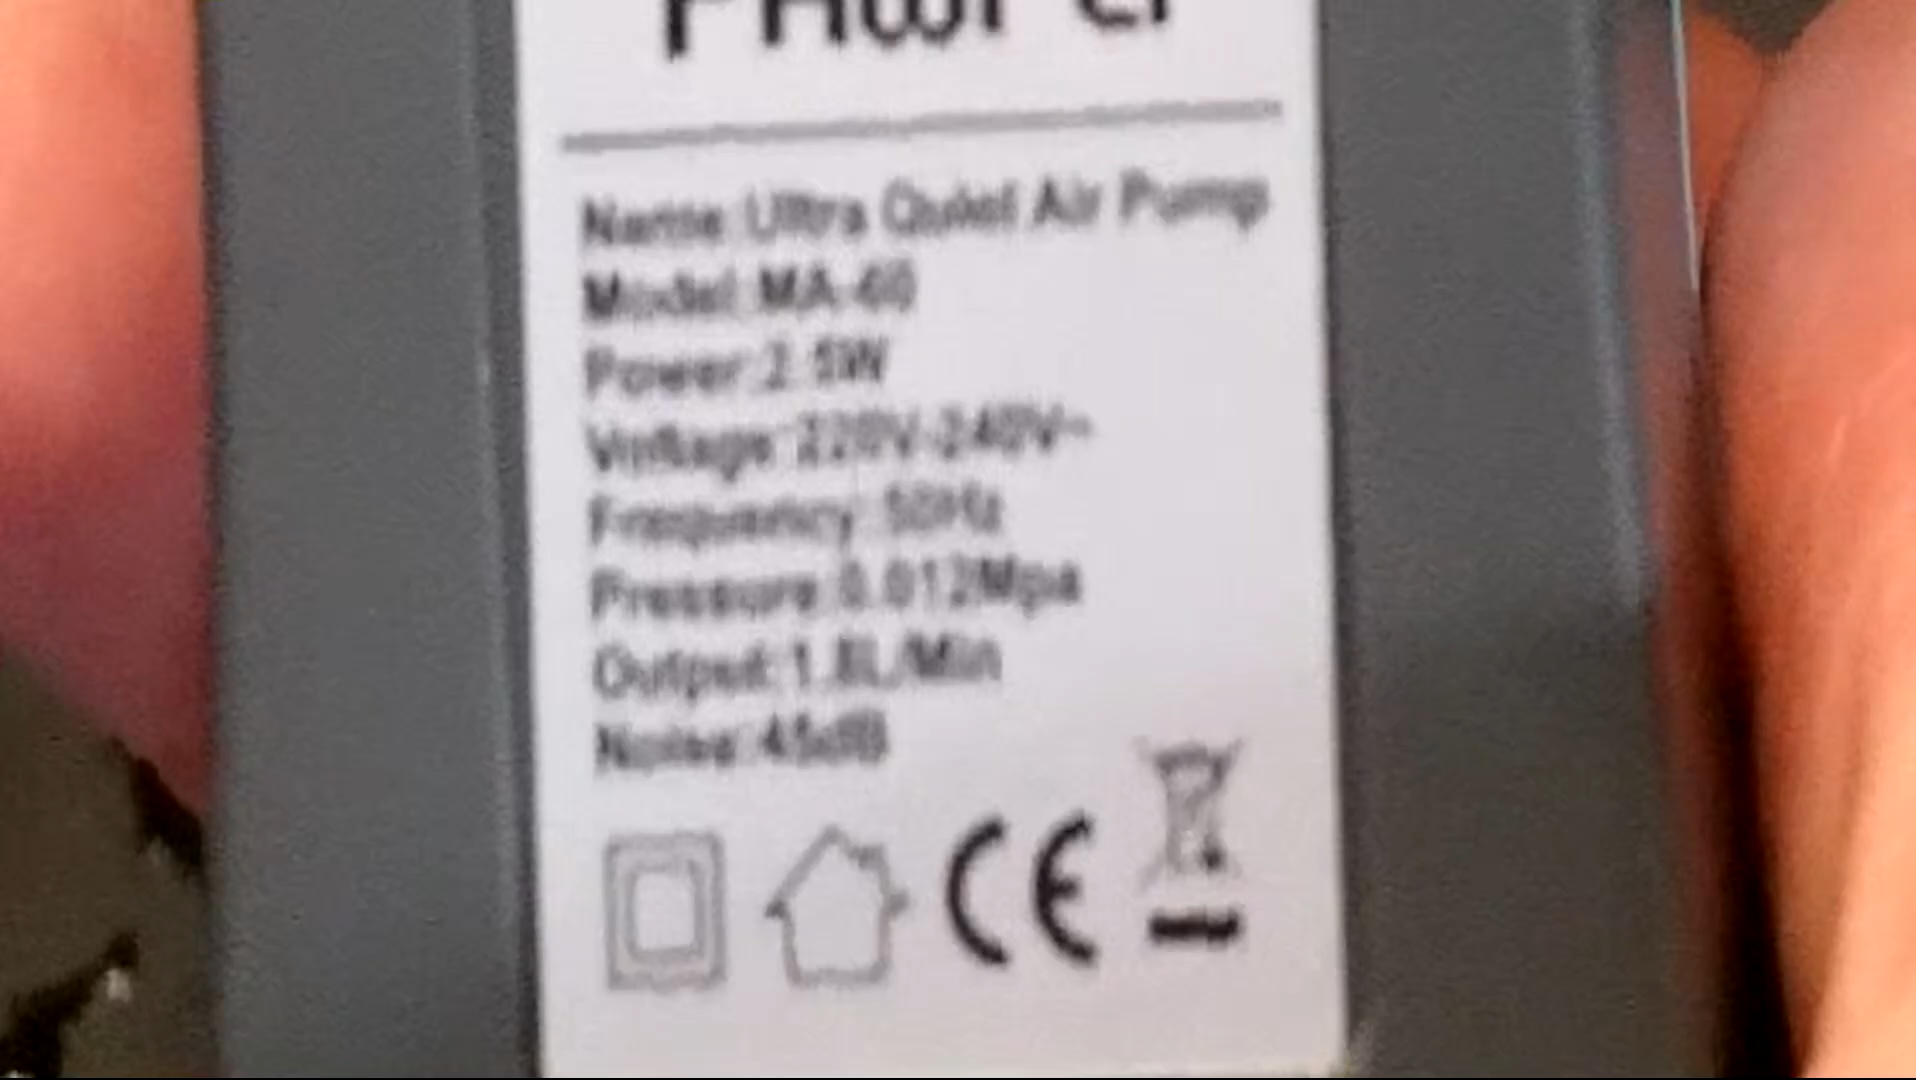 Name:Ultra Quiet Air Pump
Model:MA-60
Power:2.5W
Voltage:220V-240V~
Frequency:50Hz
Pressure:0.012Mpa
Output:1.8L/Min
Noise:45dB
CE